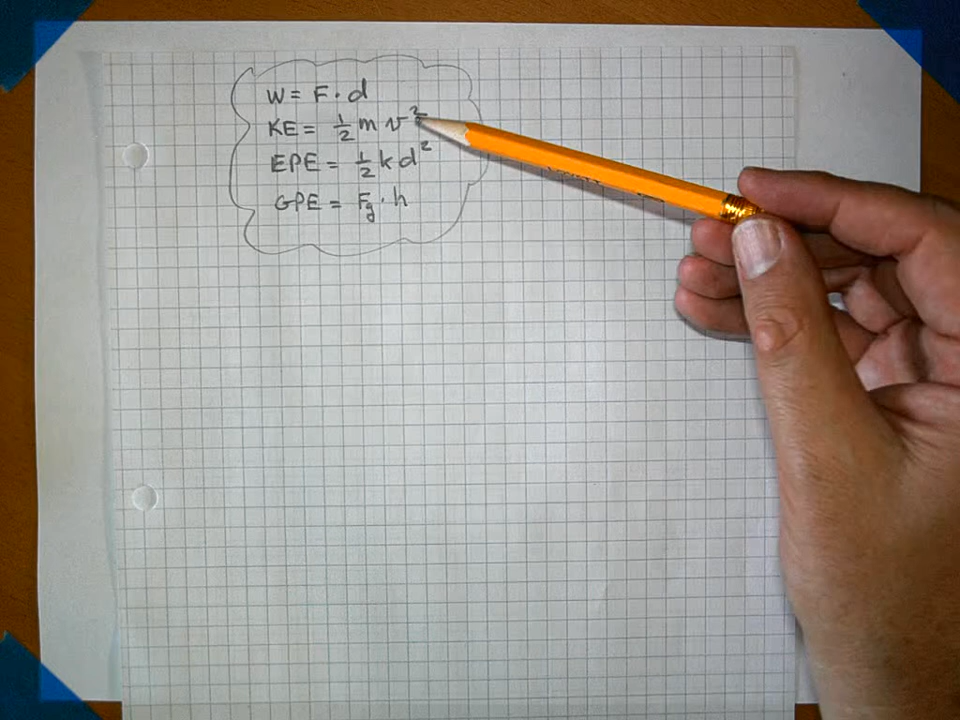 W = F · d
KE = ½ m v²
EPE = ½ k d²
GPE = Fg · h